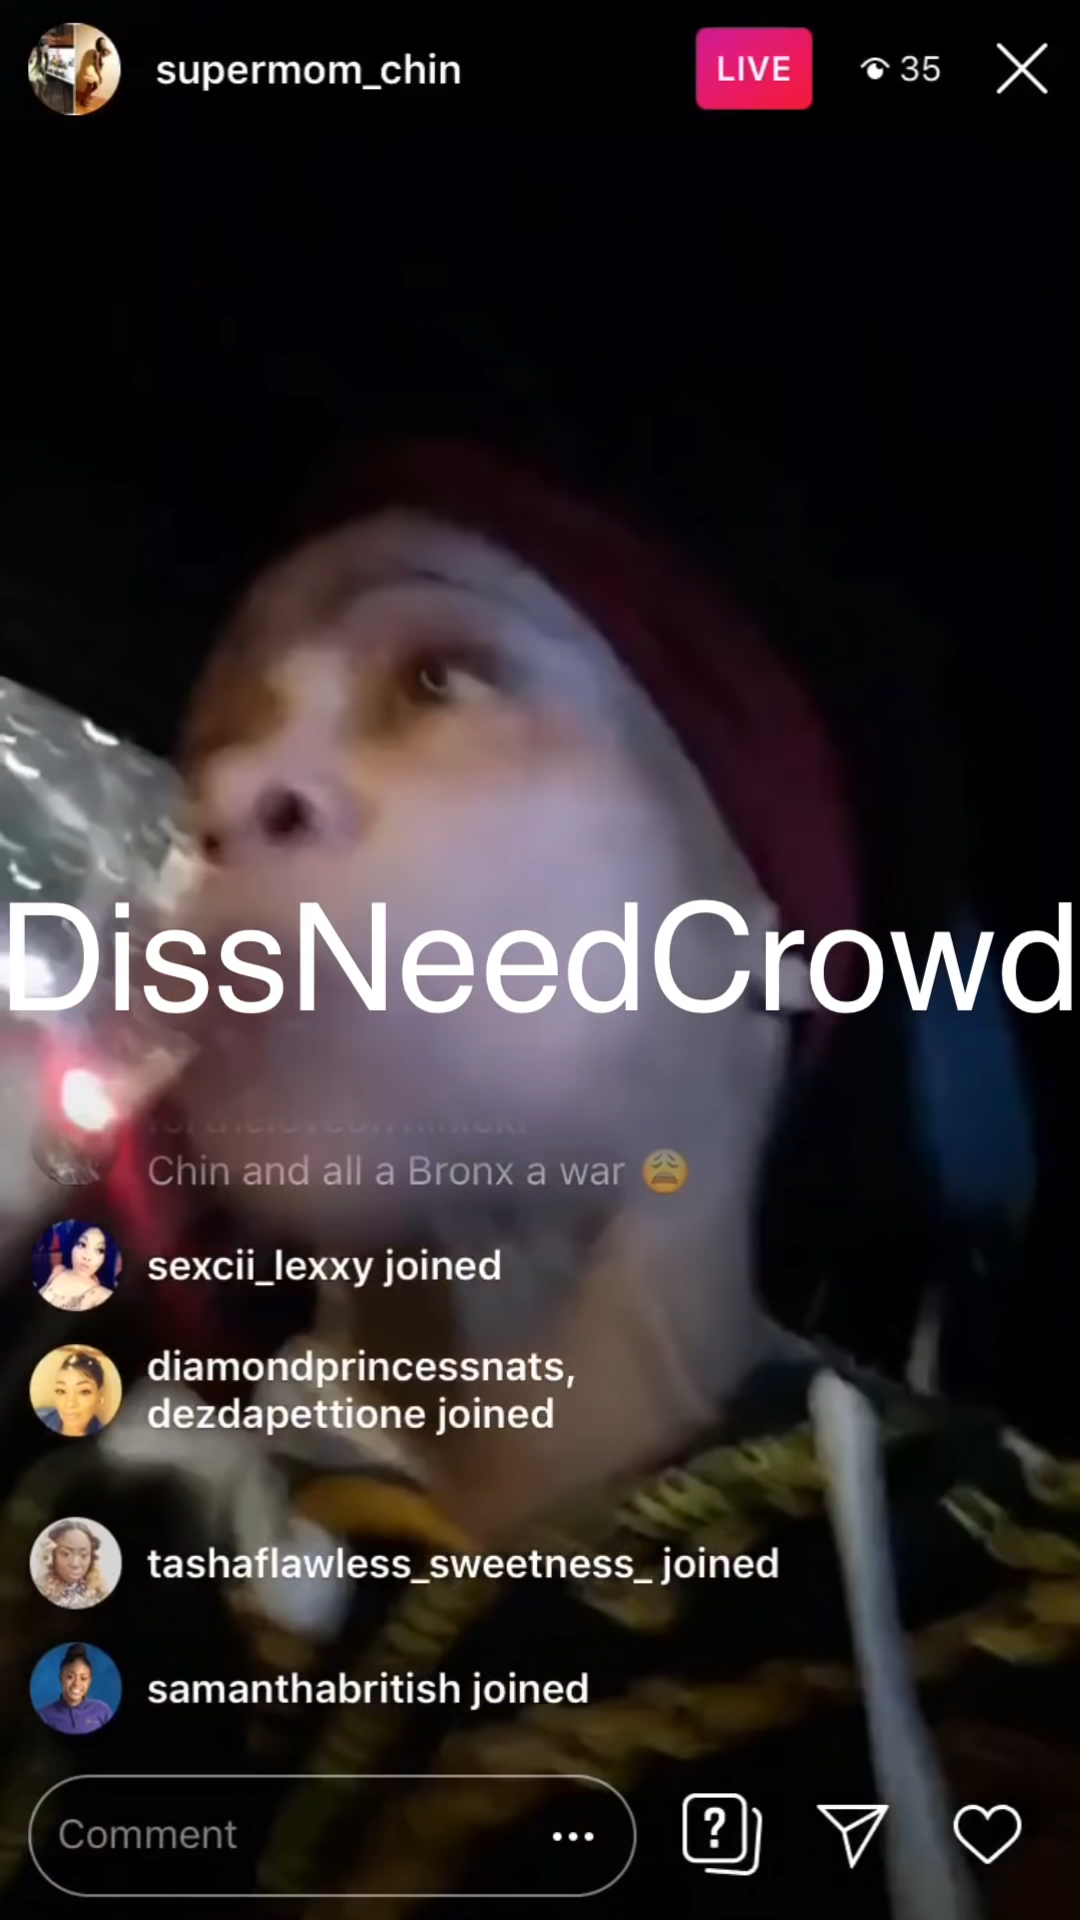 supermom_chin
LIVE
35
DissNeedCrowd
Chin and all a Bronx a war 😩
sexcii_lexxy joined
diamondprincessnats,
dezdapettione joined
tashaflawless_sweetness_ joined
samanthabritish joined
Comment
?